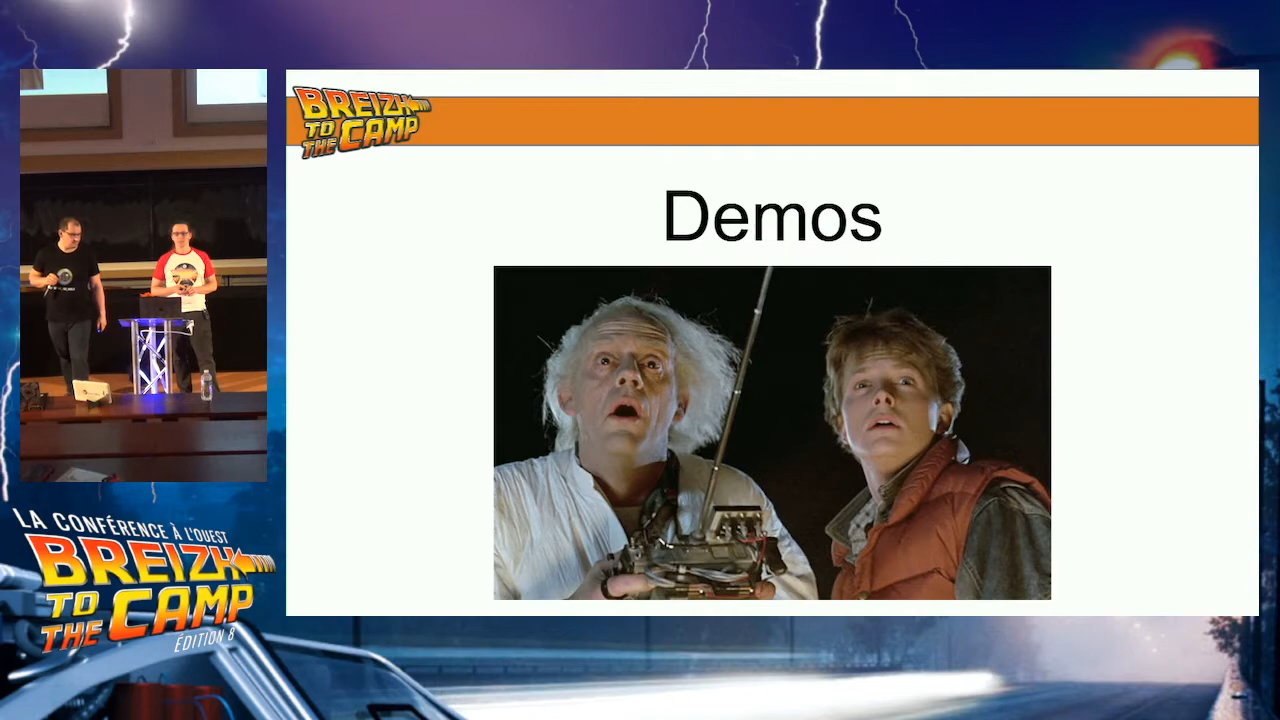 BREIZH
TO
THE CAMP
Demos
LA CONFÉRENCE À L'OUEST
BREIZH
TO
THE CAMP
ÉDITION 8